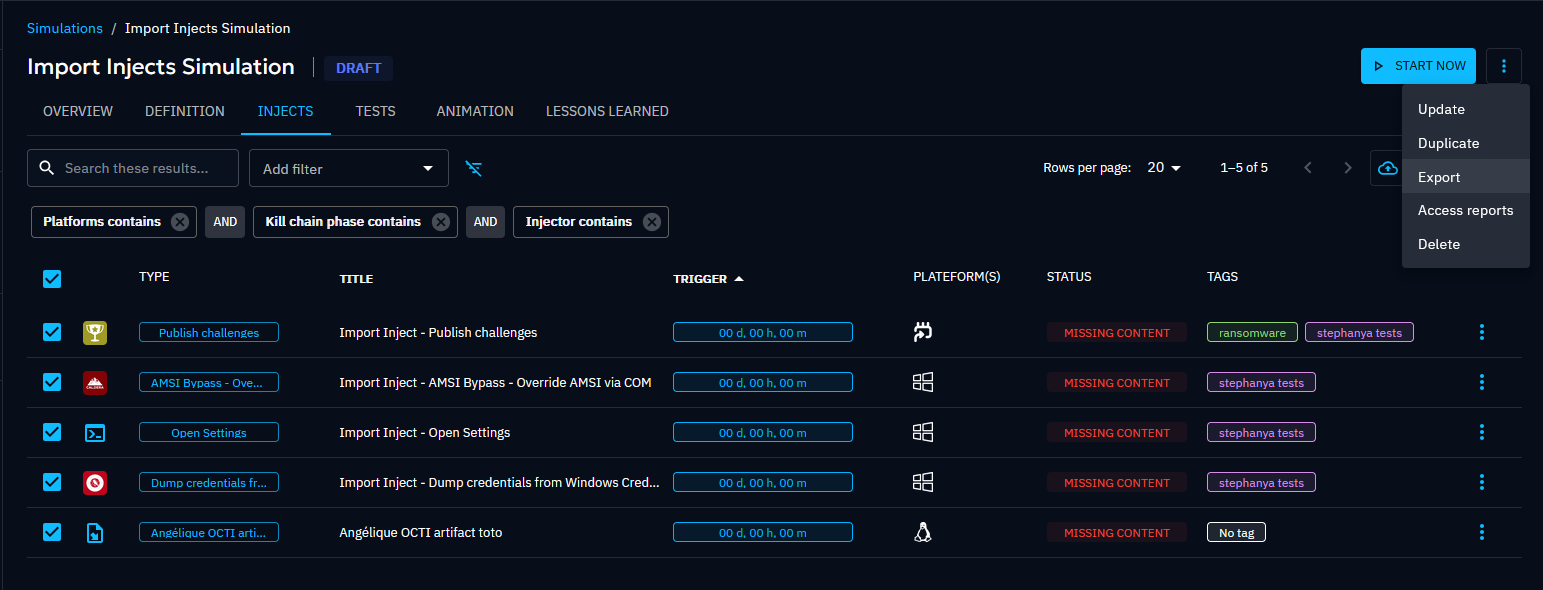 Simulations / Import Injects Simulation
Import Injects Simulation DRAFT START NOW
OVERVIEW DEFINITION INJECTS TESTS ANIMATION LESSONS LEARNED
Update
Duplicate
Export
Access reports
Delete
Search these results... Add filter Rows per page: 20 1–5 of 5
Platforms contains AND Kill chain phase contains AND Injector contains
TYPE TITLE TRIGGER PLATEFORM(S) STATUS TAGS
Publish challenges Import Inject - Publish challenges 00 d, 00 h, 00 m MISSING CONTENT ransomware stephanya tests
CALDERA AMSI Bypass - Ove... Import Inject - AMSI Bypass - Override AMSI via COM 00 d, 00 h, 00 m MISSING CONTENT stephanya tests
Open Settings Import Inject - Open Settings 00 d, 00 h, 00 m MISSING CONTENT stephanya tests
Dump credentials fr... Import Inject - Dump credentials from Windows Cred... 00 d, 00 h, 00 m MISSING CONTENT stephanya tests
Angélique OCTI arti... Angélique OCTI artifact toto 00 d, 00 h, 00 m MISSING CONTENT No tag